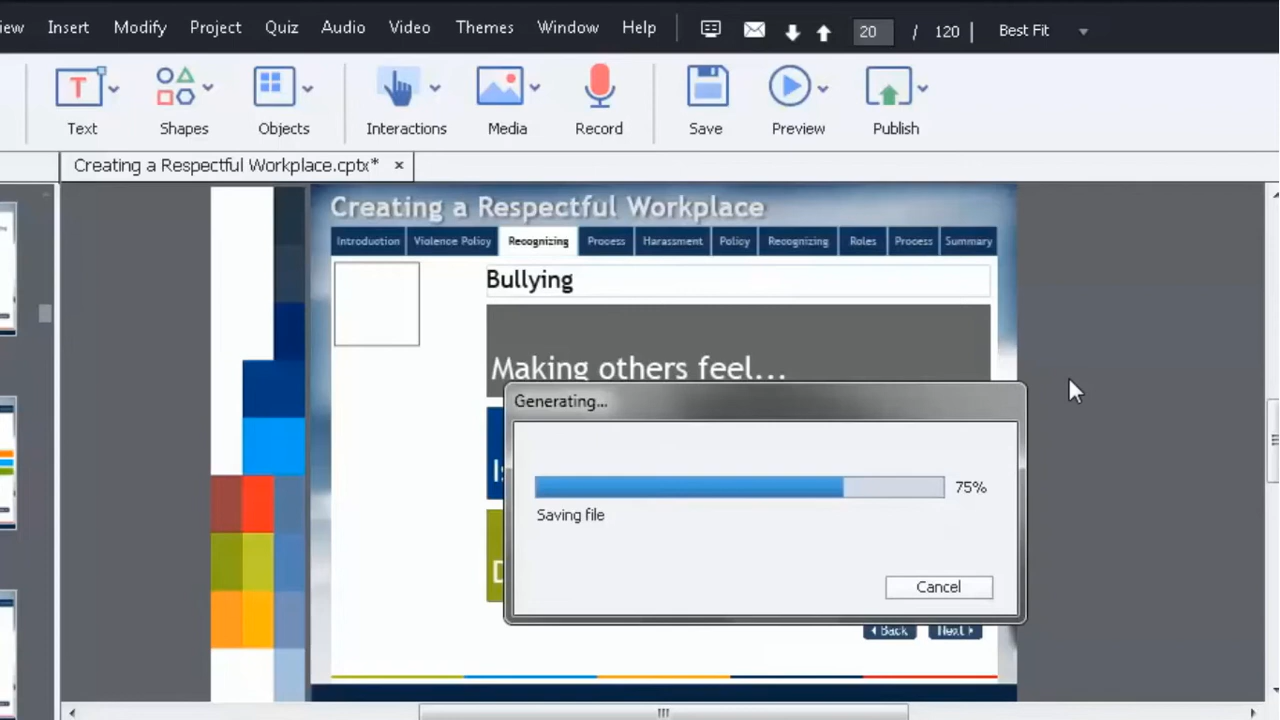 ew Insert Modify Project Quiz Audio Video Themes Window Help 20 / 120 Best Fit
Text Shapes Objects Interactions Media Record Save Preview Publish
Creating a Respectful Workplace.cptx* ×
Creating a Respectful Workplace
Introduction Violence Policy Recognizing Process Harassment Policy Recognizing Roles Process Summary
Bullying
Making others feel...
Generating...
75%
Saving file
Cancel
Back Next